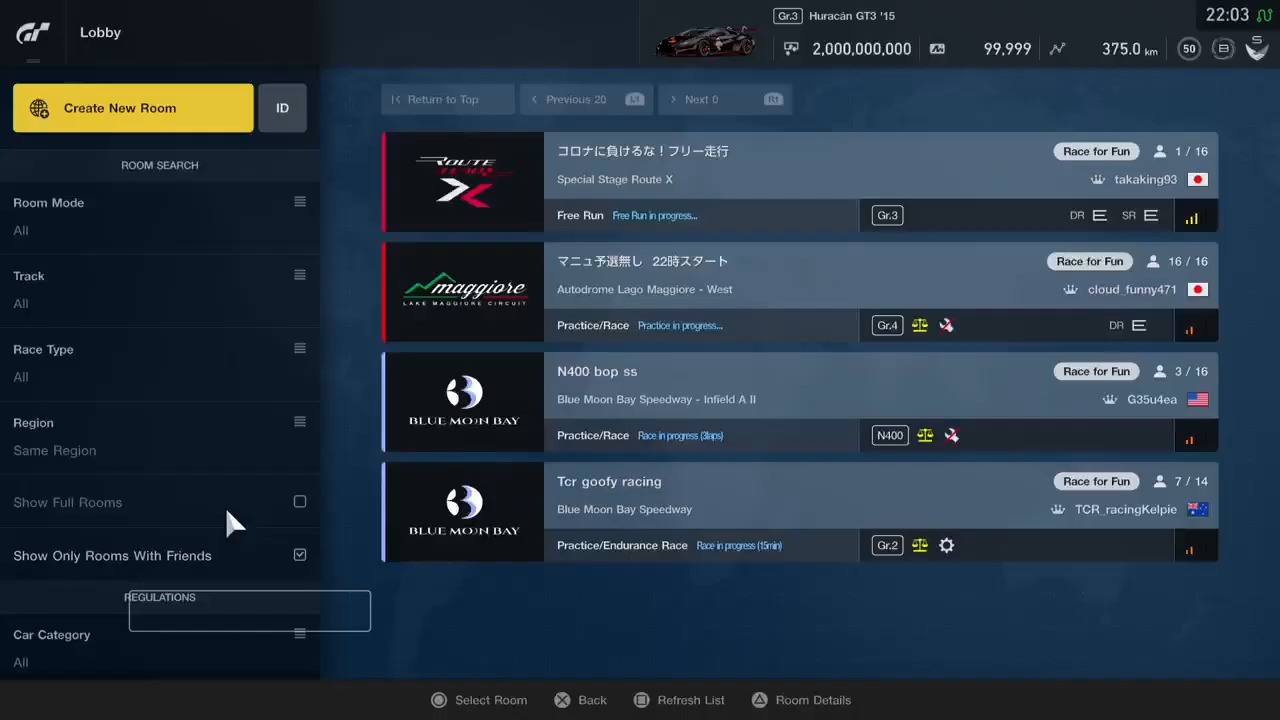 Lobby
Gr.3 Huracán GT3 '15
22:03
2,000,000,000 99,999 375.0 km 50 B S
Create New Room ID
ROOM SEARCH
Room Mode
All
Track
All
Race Type
All
Region
Same Region
Show Full Rooms
Show Only Rooms With Friends
REGULATIONS
Car Category
All
Return to Top Previous 20 L1 Next 0 R1
ROUTE X
コロナに負けるな！フリー走行 Race for Fun 1 / 16
Special Stage Route X takaking93
Free Run Free Run in progress... Gr.3 DR E SR E
maggiore
LAKE MAGGIORE CIRCUIT
マニュ予選無し 22時スタート Race for Fun 16 / 16
Autodrome Lago Maggiore - West cloud_funny471
Practice/Race Practice in progress... Gr.4 DR E
BLUE MOON BAY
N400 bop ss Race for Fun 3 / 16
Blue Moon Bay Speedway - Infield A II G35u4ea
Practice/Race Race in progress (3laps) N400
BLUE MOON BAY
Tcr goofy racing Race for Fun 7 / 14
Blue Moon Bay Speedway TCR_racingKelpie
Practice/Endurance Race Race in progress (15min) Gr.2
Select Room Back Refresh List Room Details